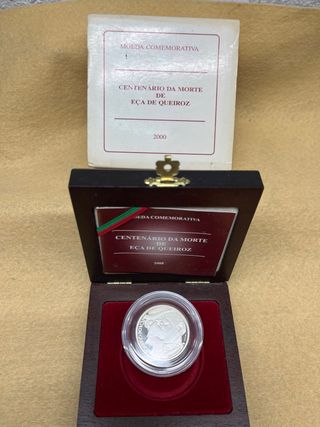 MOEDA COMEMORATIVA
CENTENÁRIO DA MORTE
DE
EÇA DE QUEIROZ
2000
MOEDA COMEMORATIVA
CENTENÁRIO DA MORTE
DE
EÇA DE QUEIROZ
2000